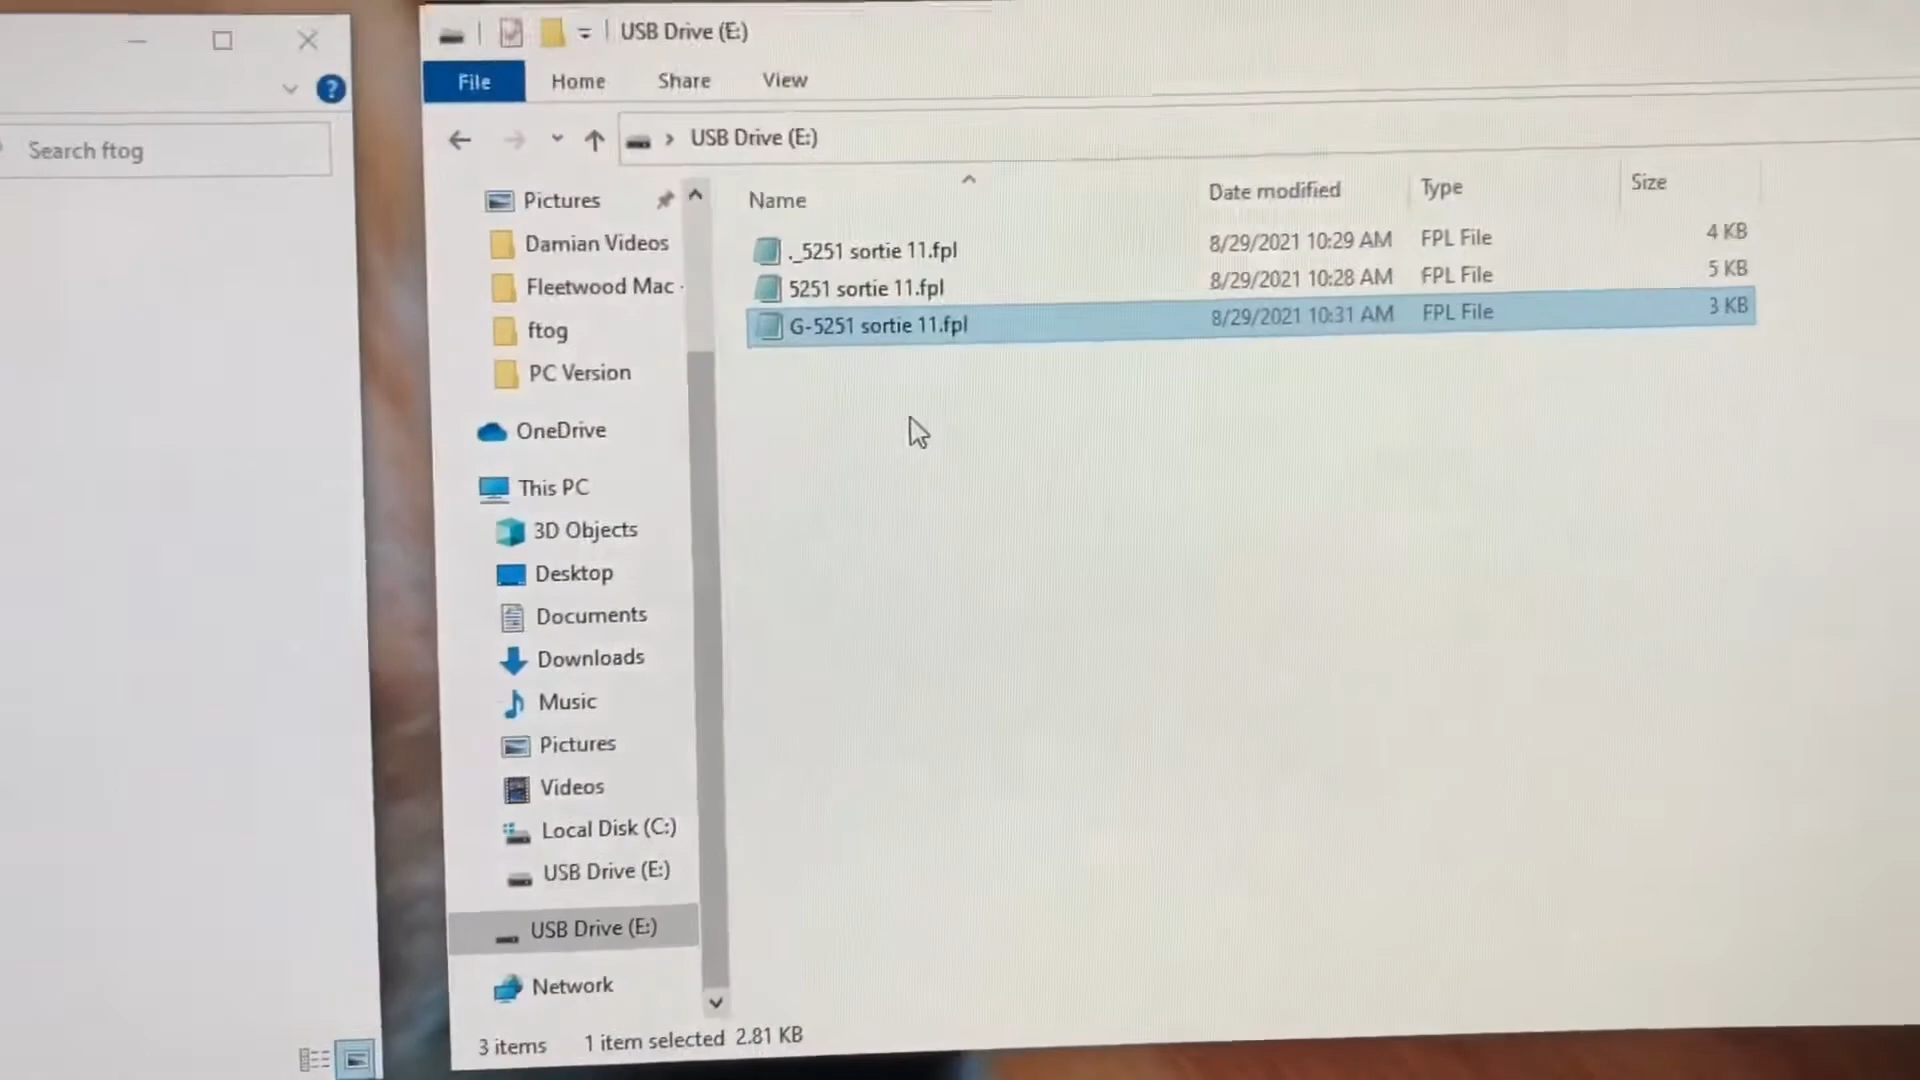 Search ftog
USB Drive (E:)
File Home Share View
USB Drive (E:)
Name Date modified Type Size
._5251 sortie 11.fpl 8/29/2021 10:29 AM FPL File 4 KB
5251 sortie 11.fpl 8/29/2021 10:28 AM FPL File 5 KB
G-5251 sortie 11.fpl 8/29/2021 10:31 AM FPL File 3 KB
Pictures
Damian Videos
Fleetwood Mac
ftog
PC Version
OneDrive
This PC
3D Objects
Desktop
Documents
Downloads
Music
Pictures
Videos
Local Disk (C:)
USB Drive (E:)
USB Drive (E:)
Network
3 items 1 item selected 2.81 KB